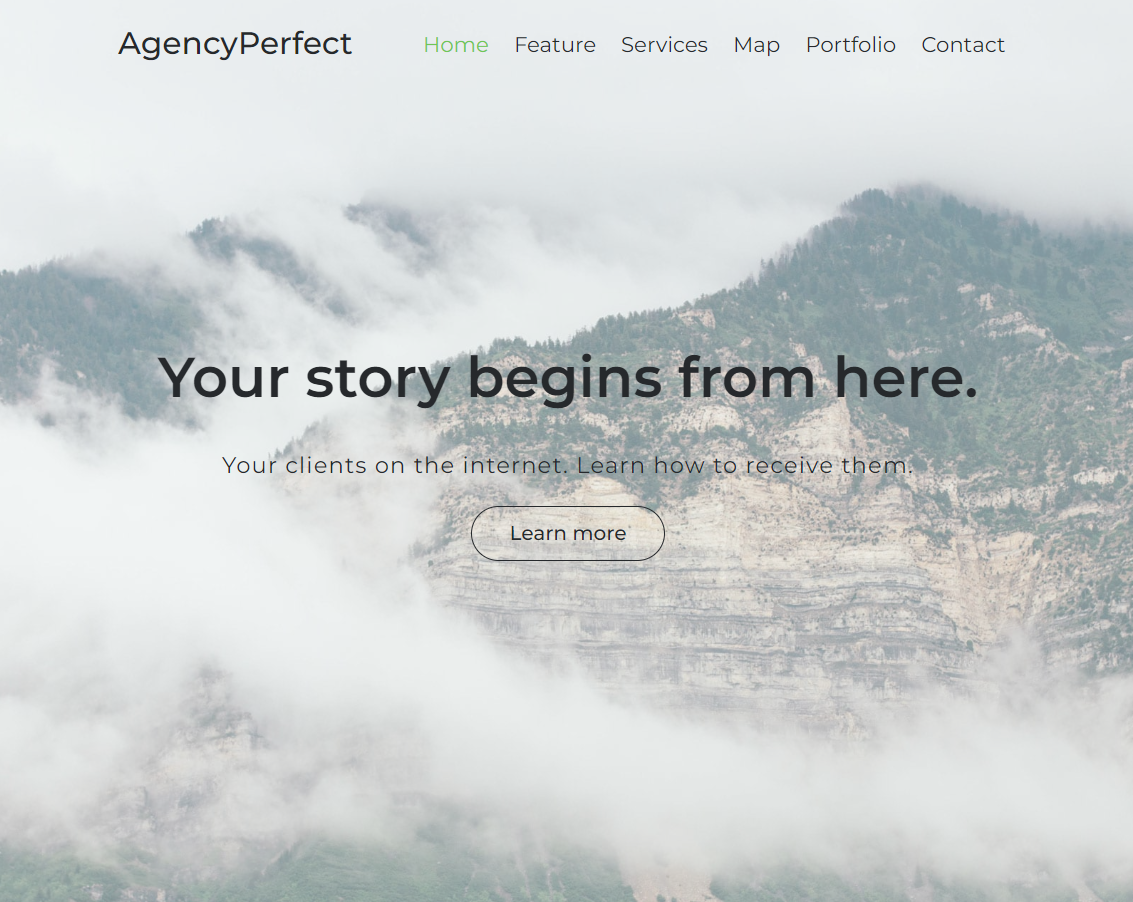 AgencyPerfect Home Feature Services Map Portfolio Contact
Your story begins from here.
Your clients on the internet. Learn how to receive them.
Learn more